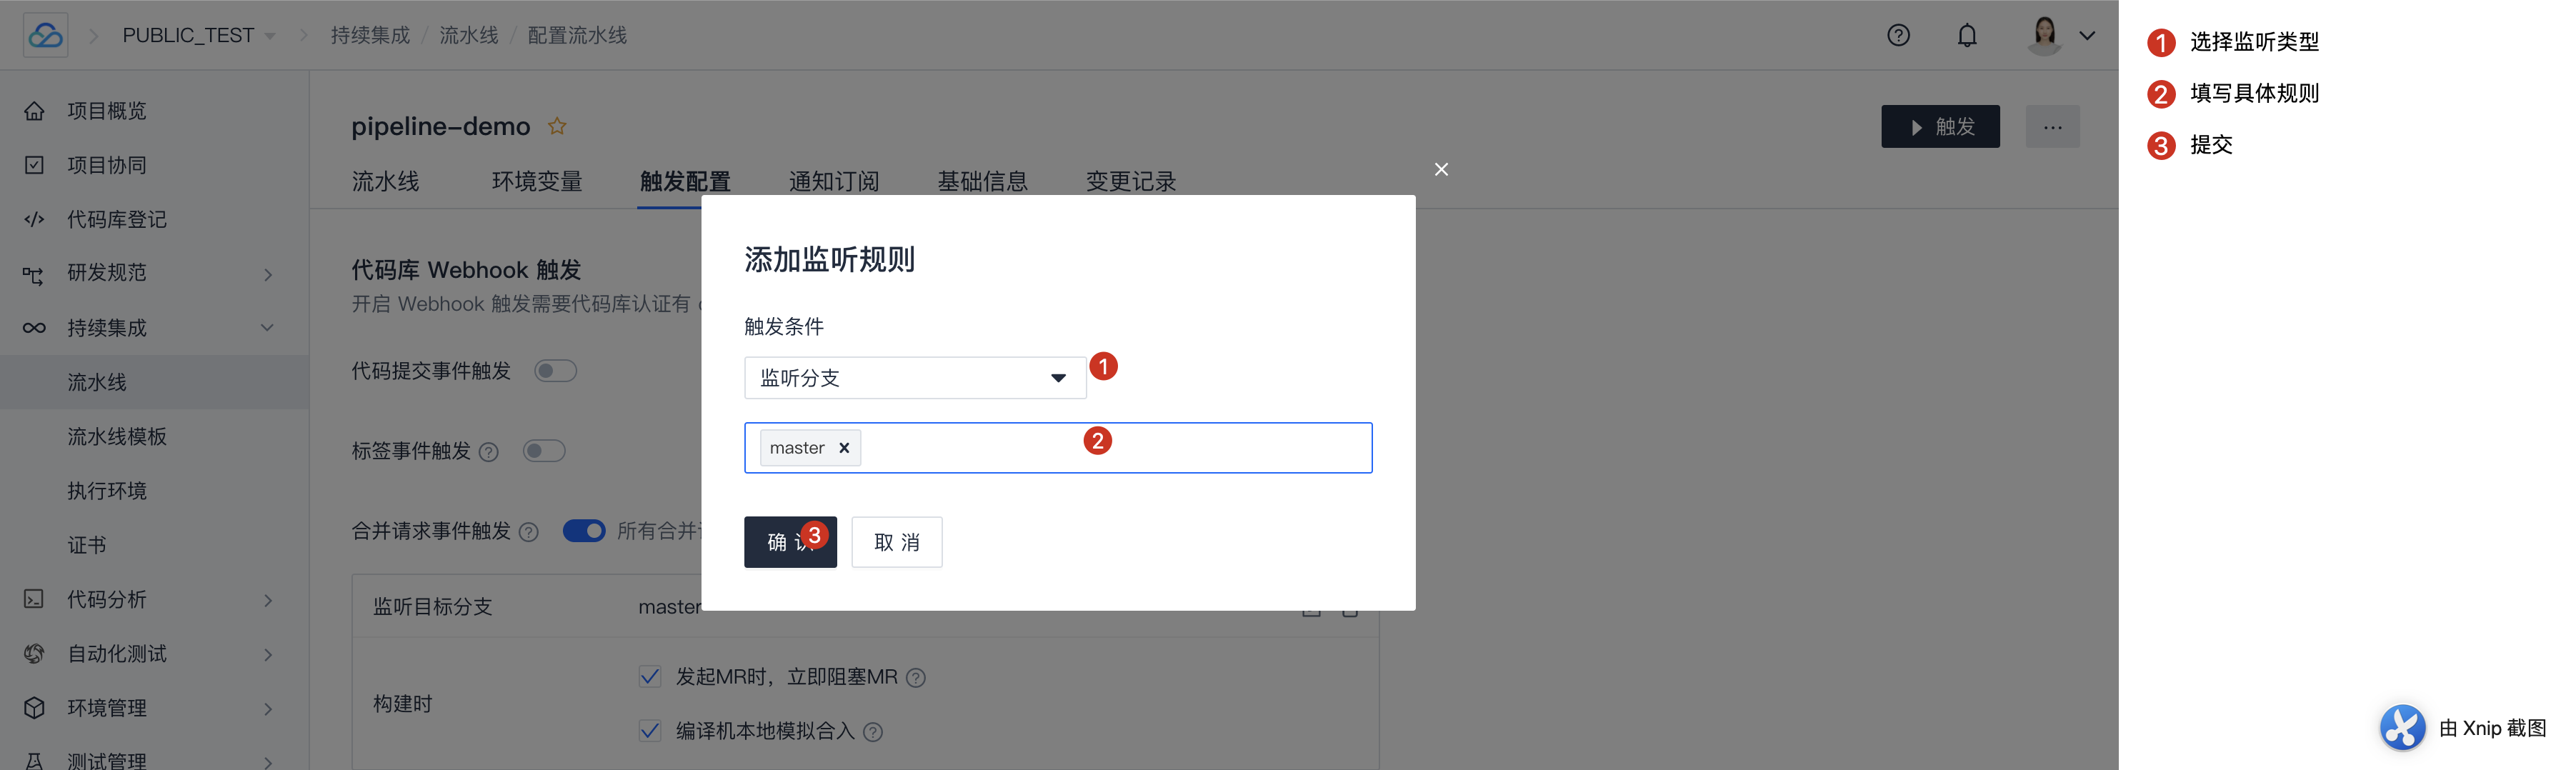 PUBLIC_TEST
持续集成 / 流水线 / 配置流水线
项目概览
项目协同
代码库登记
研发规范
持续集成
流水线
流水线模板
执行环境
证书
代码分析
自动化测试
环境管理
测试管理
pipeline-demo
触发
...
流水线 环境变量 触发配置 通知订阅 基础信息 变更记录
代码库 Webhook 触发
开启 Webhook 触发需要代码库认证有
代码提交事件触发
标签事件触发 ?
合并请求事件触发 ? 所有合并
监听目标分支 master
构建时
发起MR时，立即阻塞MR ?
编译机本地模拟合入 ?
添加监听规则
触发条件
监听分支 1
master 2
确 3
取 消
1 选择监听类型
2 填写具体规则
3 提交
由 Xnip 截图